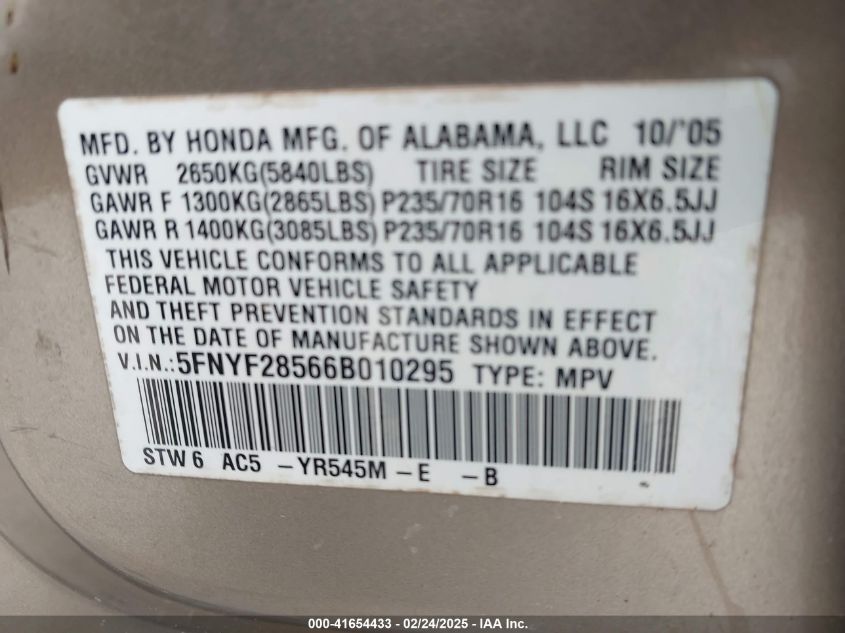 MFD. BY HONDA MFG. OF ALABAMA, LLC 10/'05
GVWR 2650KG(5840LBS) TIRE SIZE RIM SIZE
GAWR F 1300KG(2865LBS) P235/70R16 104S 16X6.5JJ
GAWR R 1400KG(3085LBS) P235/70R16 104S 16X6.5JJ
THIS VEHICLE CONFORMS TO ALL APPLICABLE
FEDERAL MOTOR VEHICLE SAFETY
AND THEFT PREVENTION STANDARDS IN EFFECT
ON THE DATE OF MANUFACTURE SHOWN ABOVE.
V.I.N.:5FNYF28566B010295 TYPE: MPV
STW 6 AC5 -YR545M -E -B
000-41654433 - 02/24/2025 - IAA Inc.